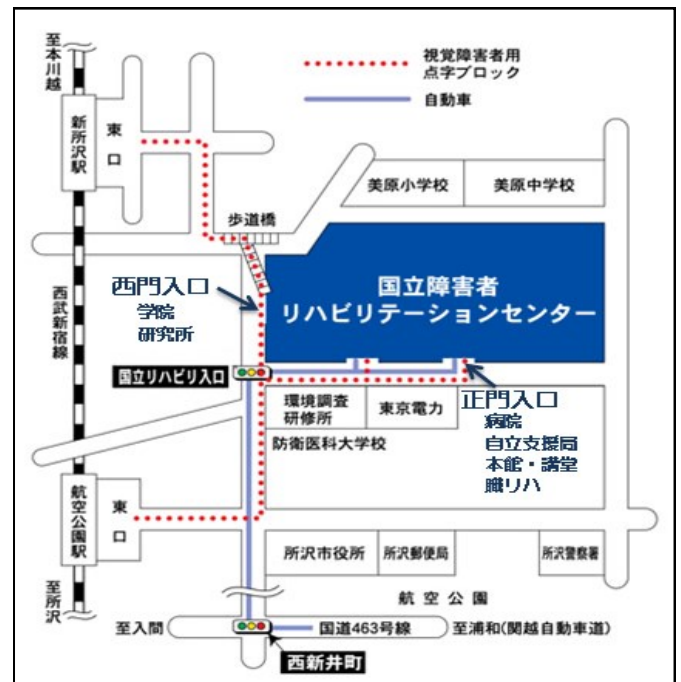 至本川越
視覚障害者用
点字ブロック
自動車
新所沢駅
東口
美原小学校
美原中学校
歩道橋
国立障害者
リハビリテーションセンター
西門入口
学院
研究所
西武新宿線
国立リハビリ入口
環境調査
研修所
東京電力
正門入口
病院
自立支援局
本館・講堂
職リハ
防衛医科大学校
航空公園駅
東口
所沢市役所
所沢郵便局
所沢警察署
至所沢
航空公園
至入間
国道463号線
至浦和(関越自動車道)
西新井町